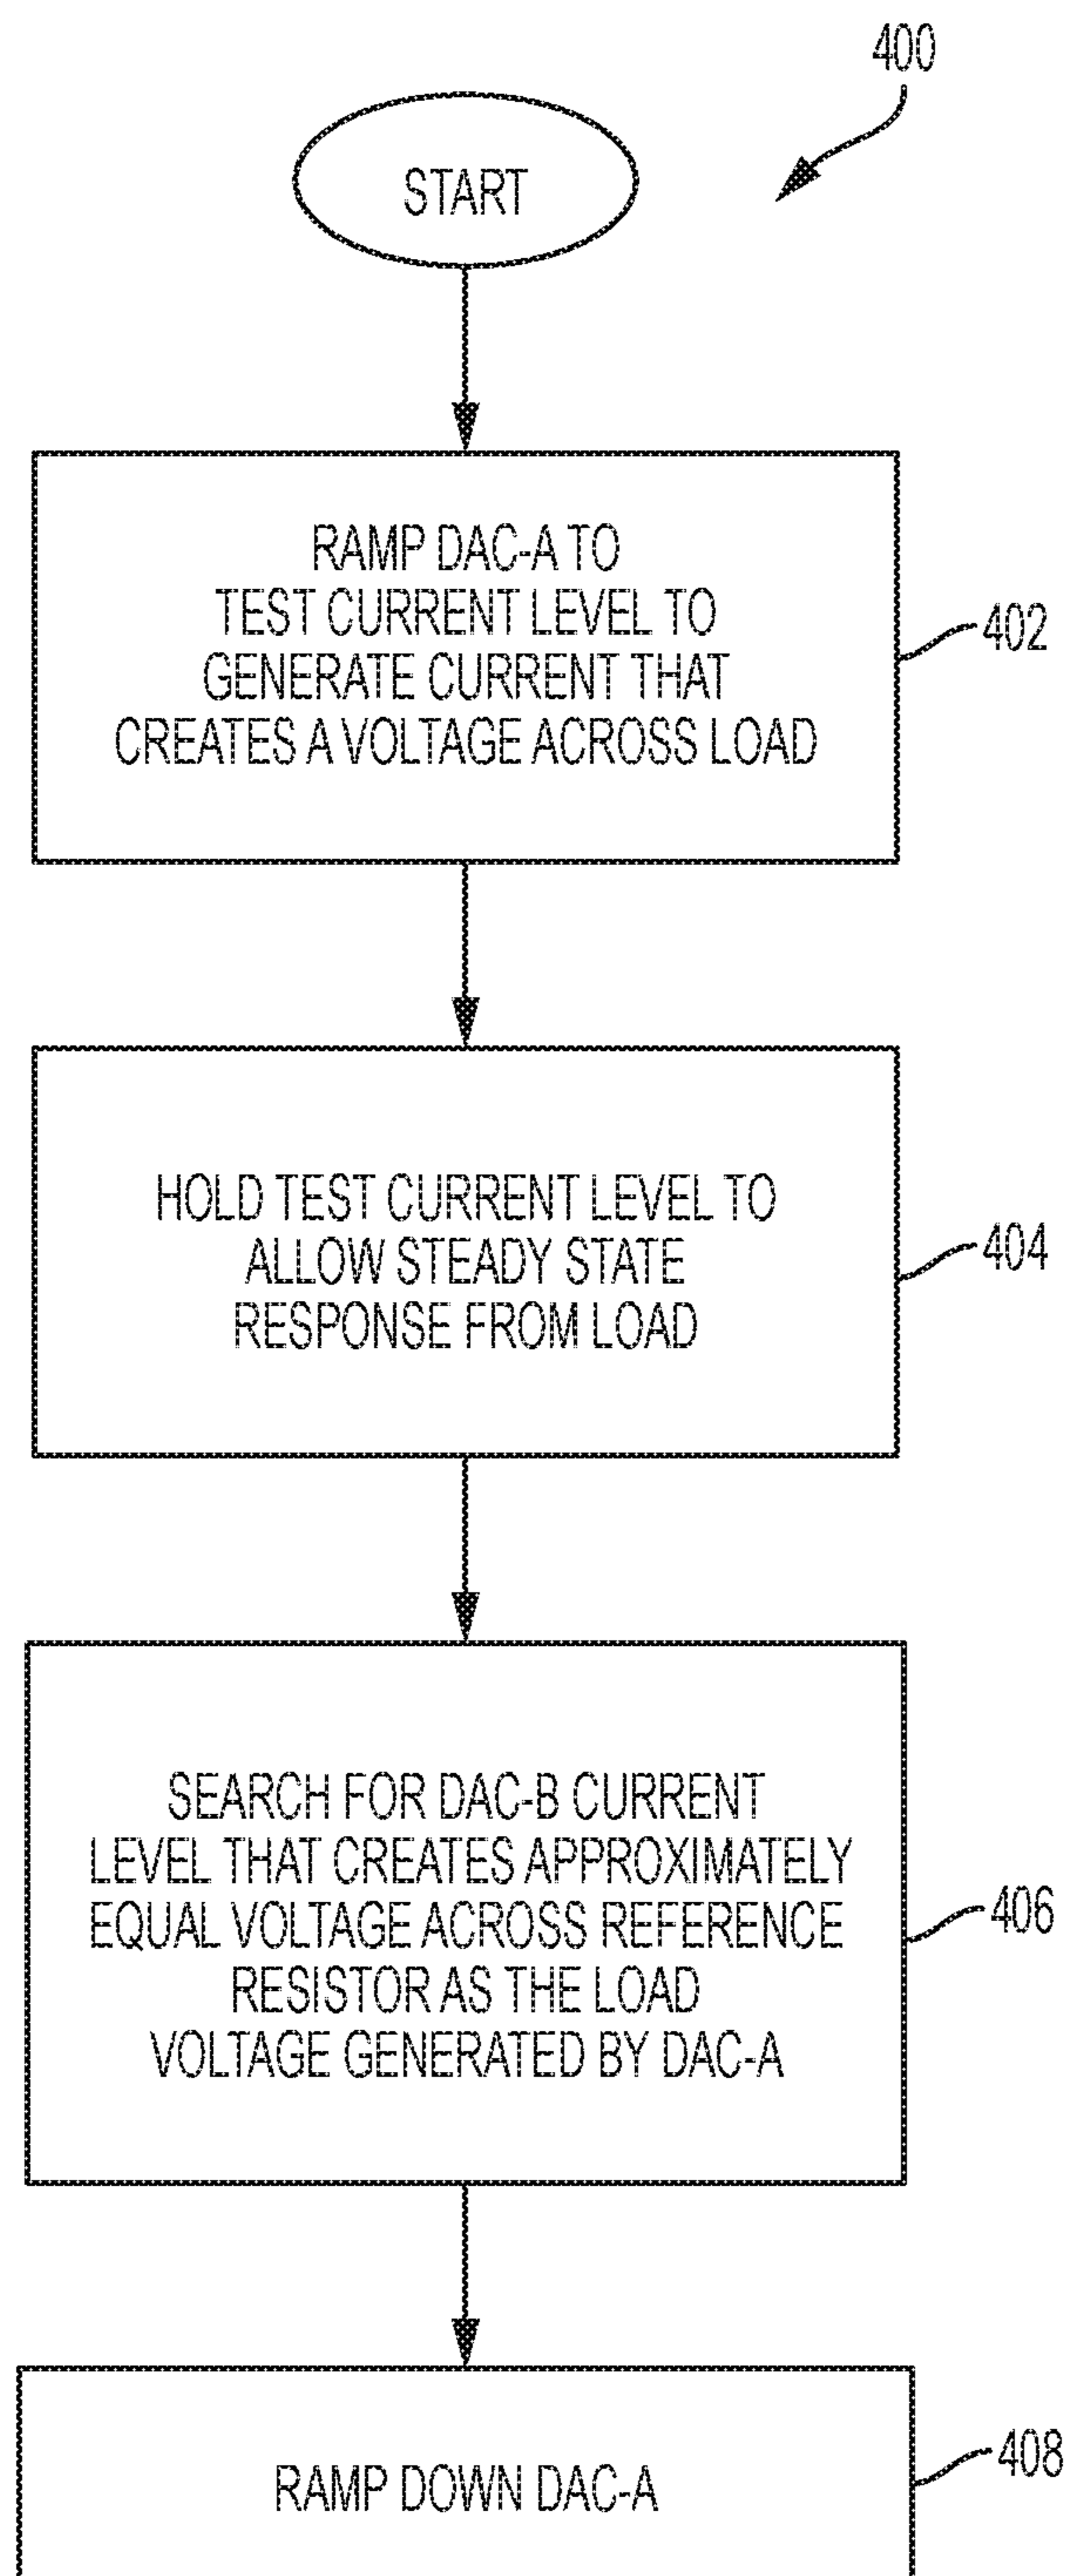 400
START
RAMP DAC-A TO
TEST CURRENT LEVEL TO
GENERATE CURRENT THAT
CREATES A VOLTAGE ACROSS LOAD
402
HOLD TEST CURRENT LEVEL TO
ALLOW STEADY STATE
RESPONSE FROM LOAD
404
SEARCH FOR DAC-B CURRENT
LEVEL THAT CREATES APPROXIMATELY
EQUAL VOLTAGE ACROSS REFERENCE
RESISTOR AS THE LOAD
VOLTAGE GENERATED BY DAC-A
406
RAMP DOWN DAC-A
408